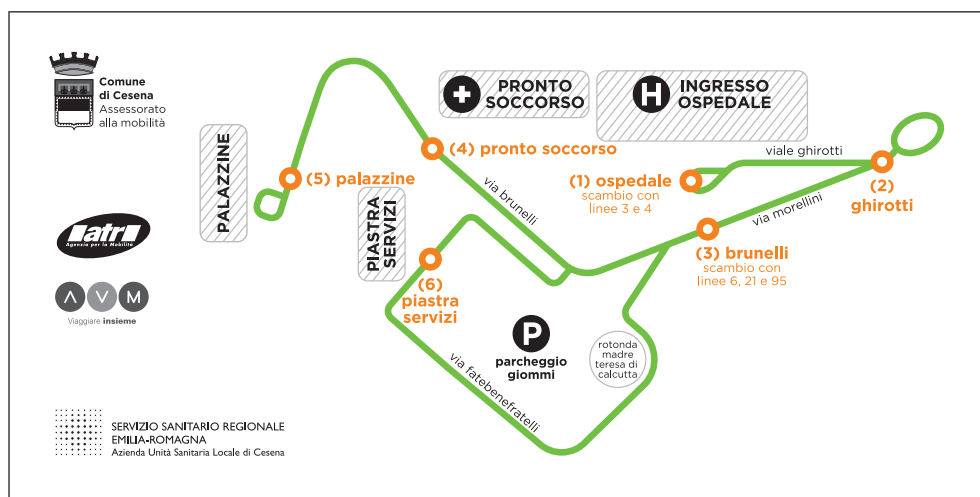 Comune
di Cesena
Assessorato
alla mobilità
PRONTO
SOCCORSO
H
INGRESSO
OSPEDALE
PALAZZINE
(5) palazzine
(4) pronto soccorso
viale ghirotti
(1) ospedale
scambio con
linee 3 e 4
(2)
ghirotti
via brunelli
via morellini
PIASTRA
SERVIZI
(3) brunelli
scambio con
linee 6, 21 e 95
(6)
piastra
servizi
atr
Agenzia per la Mobilità
AVM
Viaggiare insieme
P
parcheggio
giommi
rotonda
madre
teresa di
calcutta
via fatebenefratelli
SERVIZIO SANITARIO REGIONALE
EMILIA-ROMAGNA
Azienda Unità Sanitaria Locale di Cesena